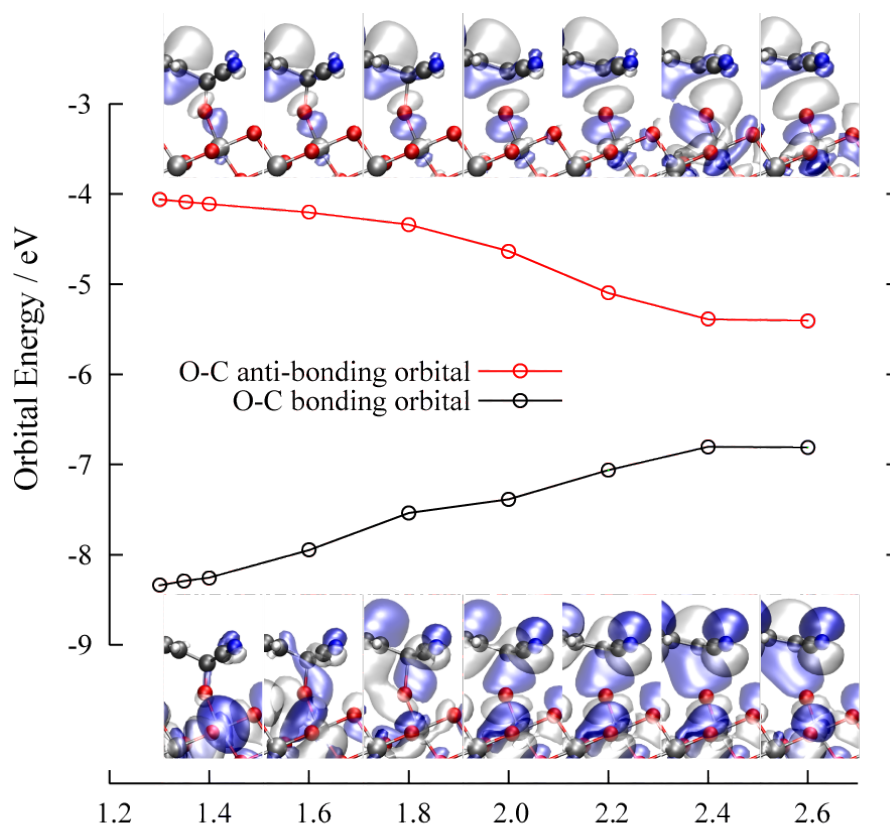 -3
-4
-5
-6
-7
-8
-9
Orbital Energy / eV
O-C anti-bonding orbital
O-C bonding orbital
1.2 1.4 1.6 1.8 2.0 2.2 2.4 2.6